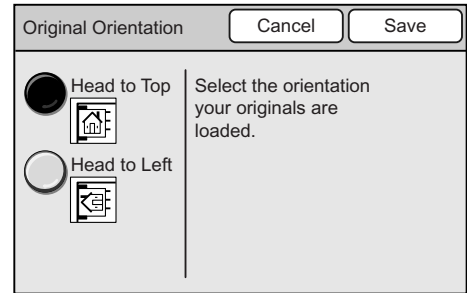 Original Orientation
Cancel
Save
Head to Top
Head to Left
Select the orientation
your originals are
loaded.